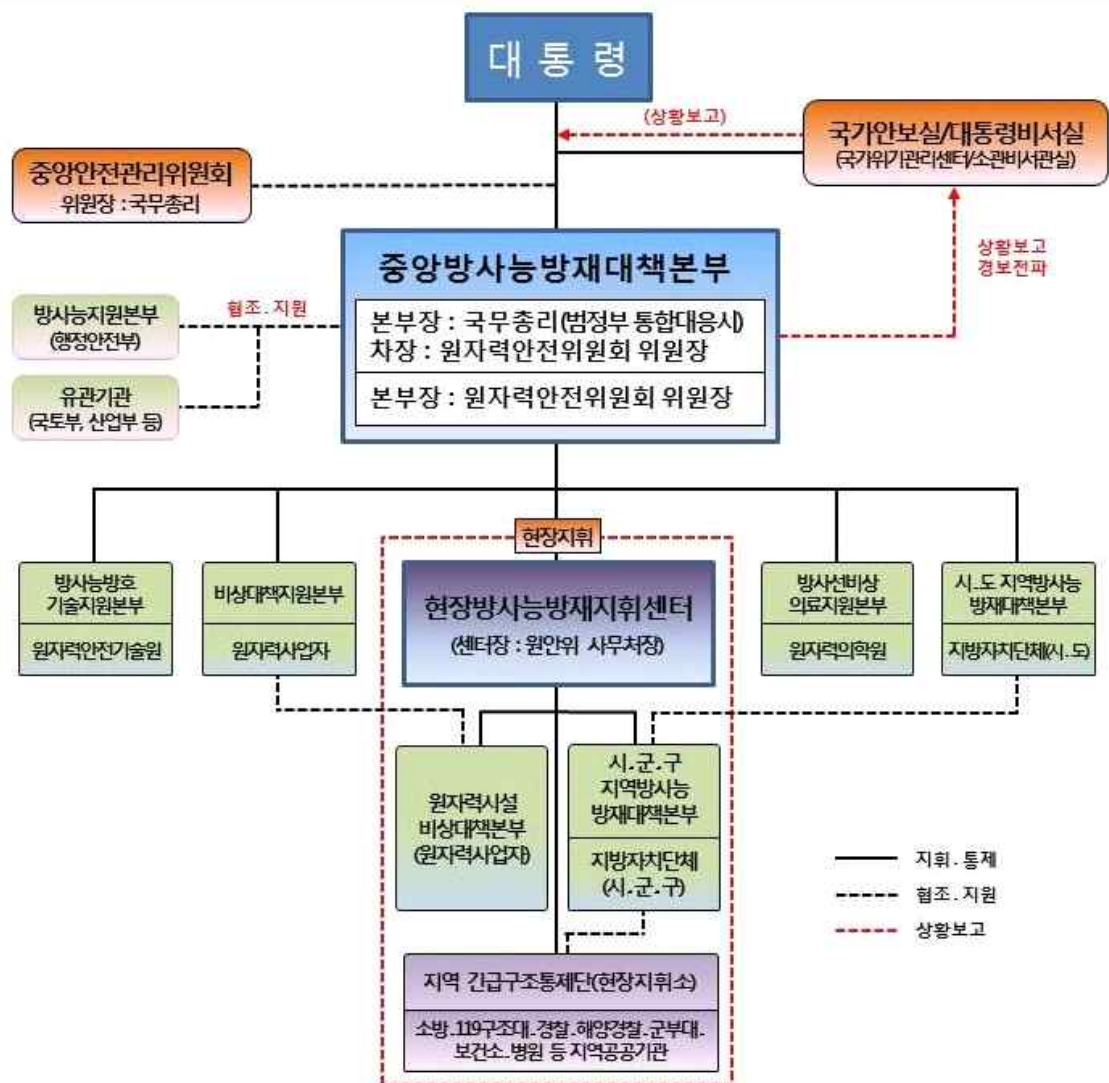 대통령
(상황보고)
국가안보실/대통령비서실
(국가위기관리센터/소관비서관실)
중앙안전관리위원회
위원장 : 국무총리
상황보고
경보전파
중앙방사능방재대책본부
본부장 : 국무총리(범정부 통합대응시)
차장 : 원자력안전위원회 위원장
본부장 : 원자력안전위원회 위원장
방사능지원본부
(행정안전부)
협조.지원
유관기관
(국토부, 산업부 등)
현장지휘
방사능방호
기술지원본부
원자력안전기술원
비상대책지원본부
원자력사업자
현장방사능방재지휘센터
(센터장 : 원안위 사무처장)
방사선비상
의료지원본부
원자력의학원
시.도 지역방사능
방재대책본부
지방자치단체(시.도)
원자력시설
비상대책본부
(원자력사업자)
시.군.구
지역방사능
방재대책본부
지방자치단체
(시.군.구)
지휘.통제
협조.지원
상황보고
지역 긴급구조통제단(현장지휘소)
소방.119구조대.경찰.해양경찰.군부대.
보건소.병원 등 지역공공기관